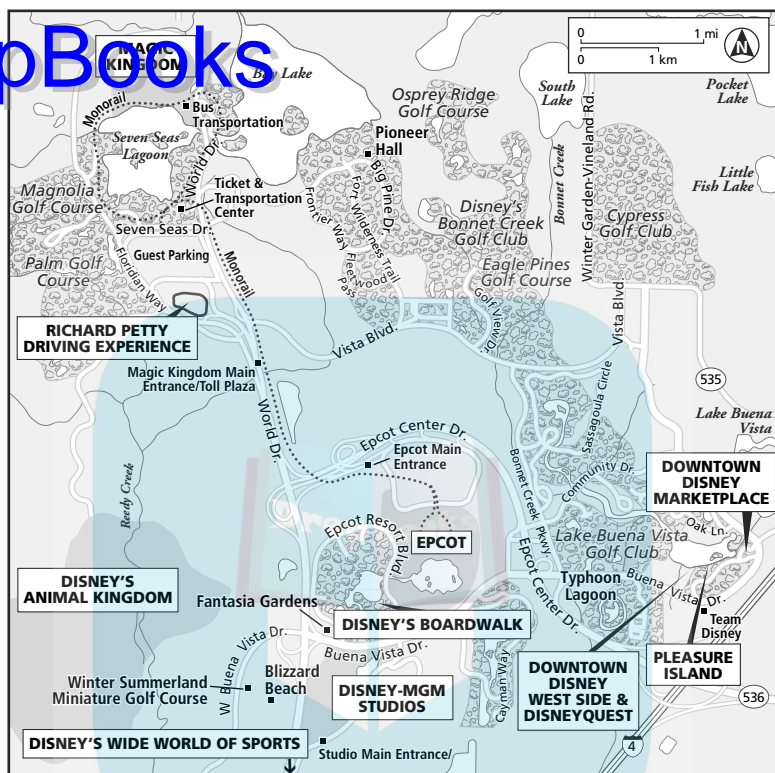 pBooks
MAGIC
KINGDOM
Bay Lake
0 1 mi
0 1 km
N
Monorail
Bus
Transportation
Seven Seas
Lagoon
World Dr.
Osprey Ridge
Golf Course
South
Lake
Pocket
Lake
Pioneer
Hall
Big Pine Dr.
Bonnet Creek
Winter Garden-Vineland Rd.
Little
Fish Lake
Magnolia
Golf Course
Ticket &
Transportation
Center
Seven Seas Dr.
Frontier Way
Fort Wilderness Trail
Fleetwood
Pass
Disney's
Bonnet Creek
Golf Club
Cypress
Golf Club
Palm Golf
Course
Floridian Way
Guest Parking
Monorail
Eagle Pines
Golf Course
Golf View Dr.
Vista Blvd.
RICHARD PETTY
DRIVING EXPERIENCE
Vista Blvd.
Magic Kingdom Main
Entrance/Toll Plaza
World Dr.
Sassagoula Circle
535
Lake Buena
Vista
Epcot Center Dr.
Epcot Main
Entrance
Bonnet Creek Pkwy.
Community Dr.
DOWNTOWN
DISNEY
MARKETPLACE
Reedy Creek
Epcot Resort Blvd.
EPCOT
Epcot Center Dr.
Lake Buena Vista
Golf Club
Oak Ln.
DISNEY'S
ANIMAL KINGDOM
Typhoon
Lagoon
Buena Vista Dr.
Team
Disney
Fantasia Gardens
DISNEY'S BOARDWALK
W Buena Vista Dr.
Buena Vista Dr.
Cayman Way
DOWNTOWN
DISNEY
WEST SIDE &
DISNEYQUEST
PLEASURE
ISLAND
Winter Summerland
Miniature Golf Course
Blizzard
Beach
DISNEY-MGM
STUDIOS
536
DISNEY'S WIDE WORLD OF SPORTS
Studio Main Entrance/
4